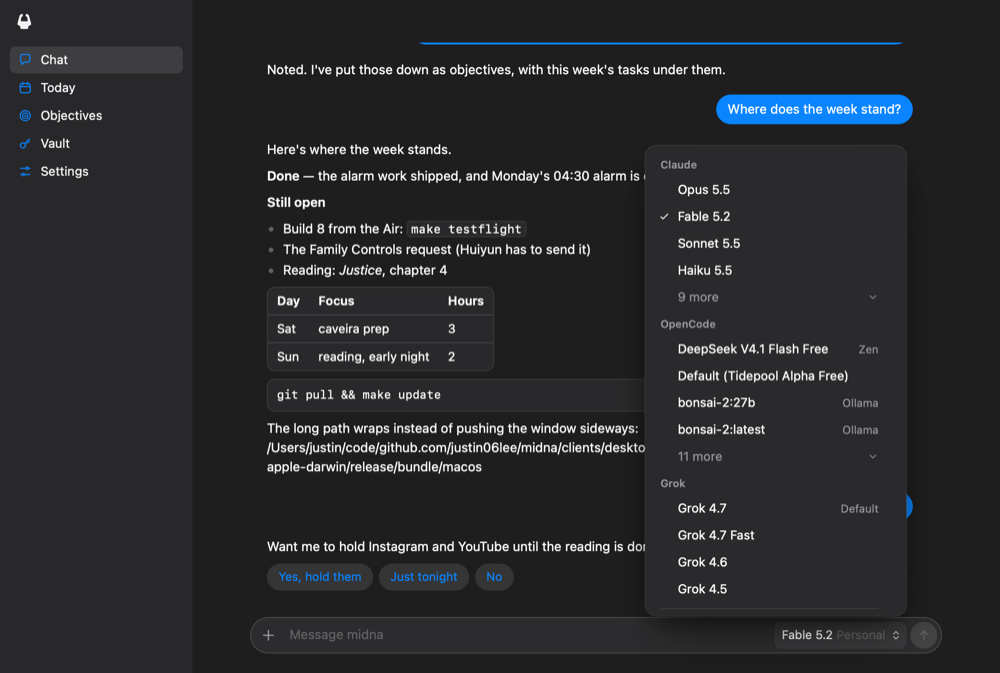 Chat
Today
Objectives
Vault
Settings
Noted. I've put those down as objectives, with this week's tasks under them.
Where does the week stand?
Here's where the week stands.
Done — the alarm work shipped, and Monday's 04:30 alarm is
Still open
Build 8 from the Air: make testflight
The Family Controls request (Huiyun has to send it)
Reading: Justice, chapter 4
Day Focus Hours
Sat caveira prep 3
Sun reading, early night 2
git pull && make update
The long path wraps instead of pushing the window sideways:
/Users/justin/code/github.com/justin06lee/midna/clients/deskto
apple-darwin/release/bundle/macos
Want me to hold Instagram and YouTube until the reading is
Yes, hold them
Just tonight
No
Claude
Opus 5.5
Fable 5.2
Sonnet 5.5
Haiku 5.5
9 more
OpenCode
DeepSeek V4.1 Flash Free Zen
Default (Tidepool Alpha Free)
bonsai-2:27b Ollama
bonsai-2:latest Ollama
11 more
Grok
Grok 4.7 Default
Grok 4.7 Fast
Grok 4.6
Grok 4.5
Message midna
Fable 5.2 Personal